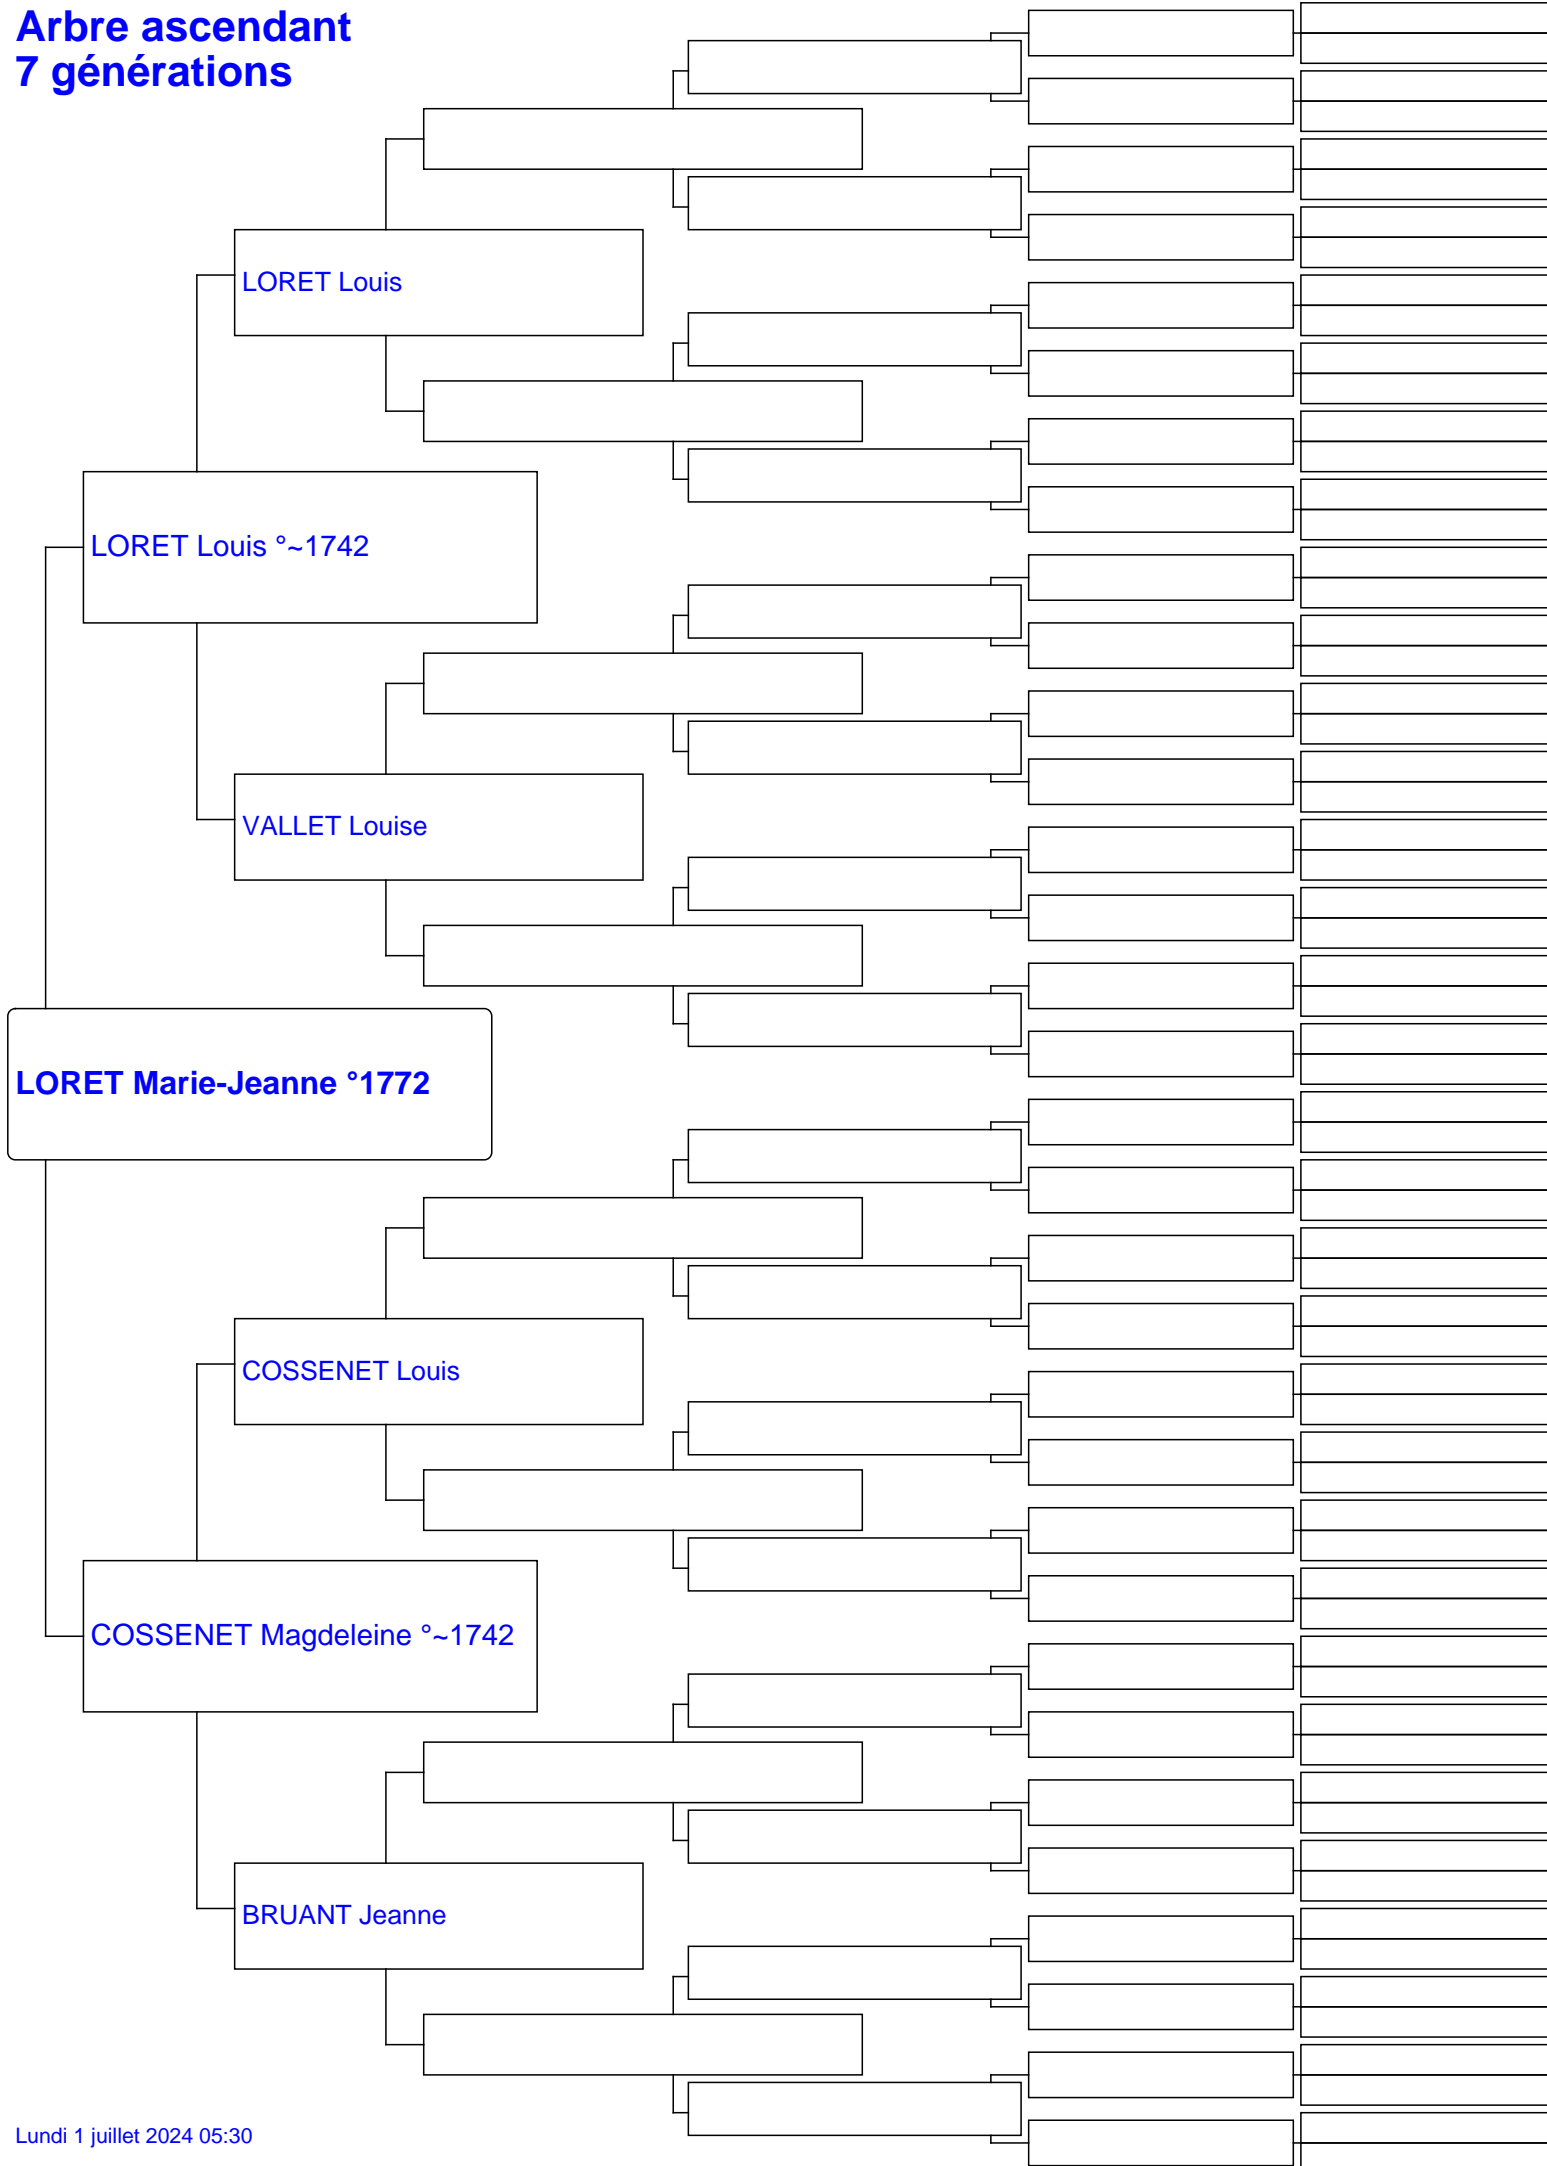 Arbre ascendant
7 générations
LORET Louis
LORET Louis °~1742
VALLET Louise
LORET Marie-Jeanne °1772
COSSENET Louis
COSSENET Magdeleine °~1742
BRUANT Jeanne
Lundi 1 juillet 2024 05:30